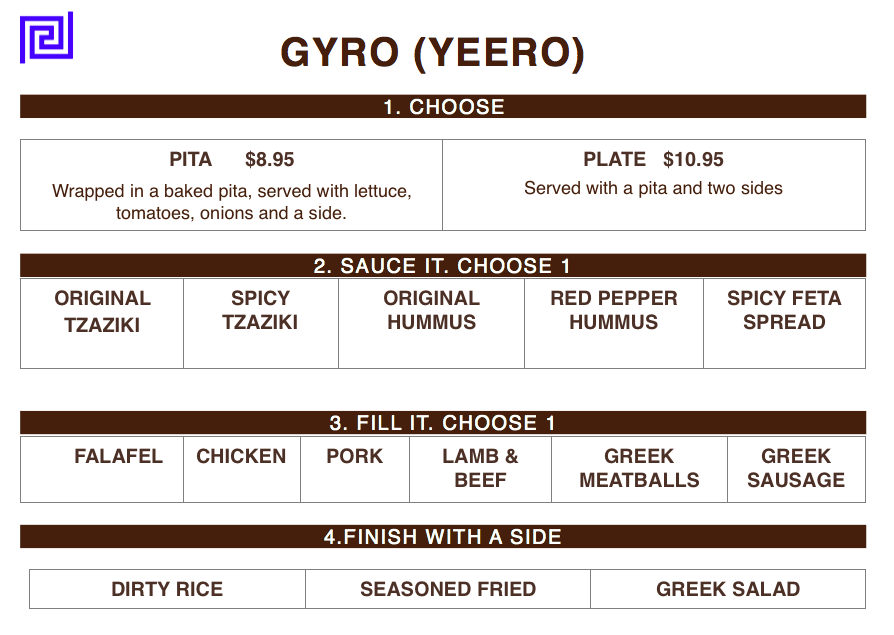 GYRO (YEERO)
1. CHOOSE
PITA $8.95
Wrapped in a baked pita, served with lettuce,
tomatoes, onions and a side.
PLATE $10.95
Served with a pita and two sides
2. SAUCE IT. CHOOSE 1
ORIGINAL
TZAZIKI
SPICY
TZAZIKI
ORIGINAL
HUMMUS
RED PEPPER
HUMMUS
SPICY FETA
SPREAD
3. FILL IT. CHOOSE 1
FALAFEL
CHICKEN
PORK
LAMB &
BEEF
GREEK
MEATBALLS
GREEK
SAUSAGE
4.FINISH WITH A SIDE
DIRTY RICE
SEASONED FRIED
GREEK SALAD